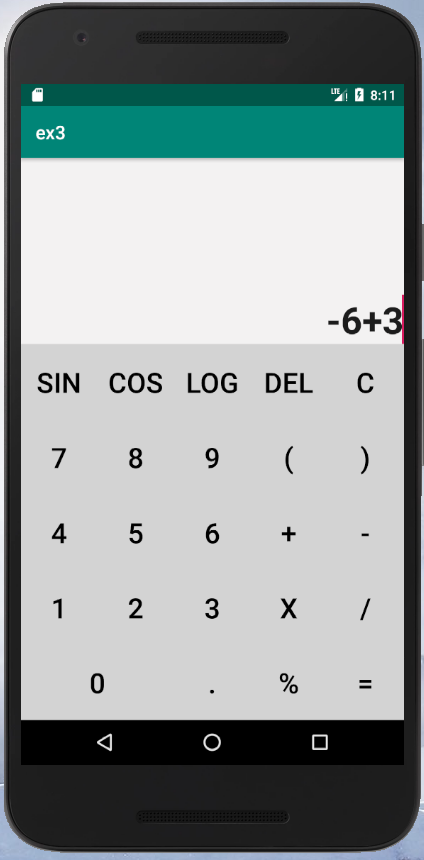 LTE 8:11
ex3
-6+3
SIN COS LOG DEL C
7 8 9 ( )
4 5 6 + -
1 2 3 X /
0 . % =